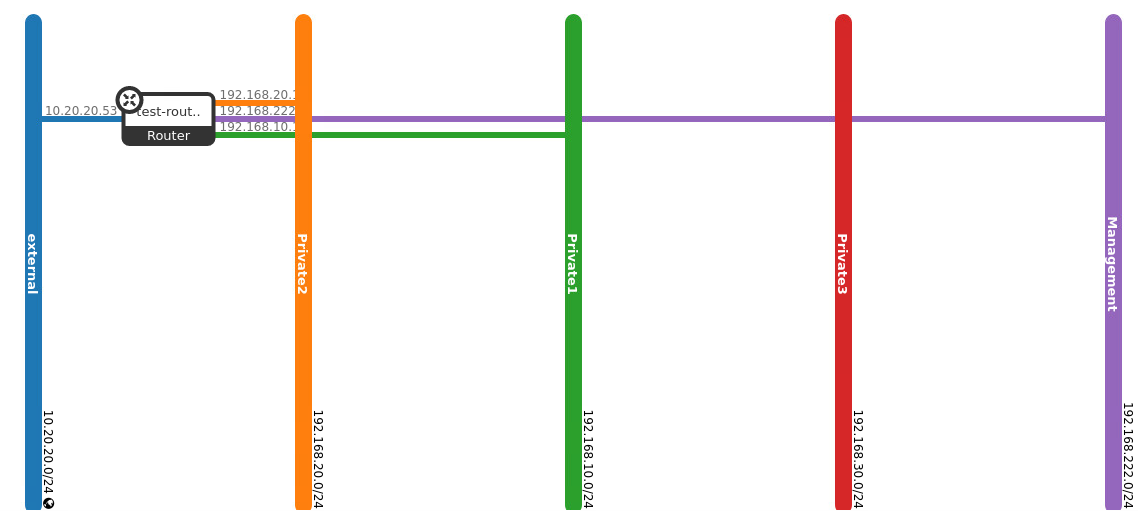 10.20.20.53
test-rout..
Router
192.168.20.
192.168.222
192.168.10.
external
Private2
Private1
Private3
Management
10.20.20.0/24
192.168.20.0/24
192.168.10.0/24
192.168.30.0/24
192.168.222.0/24